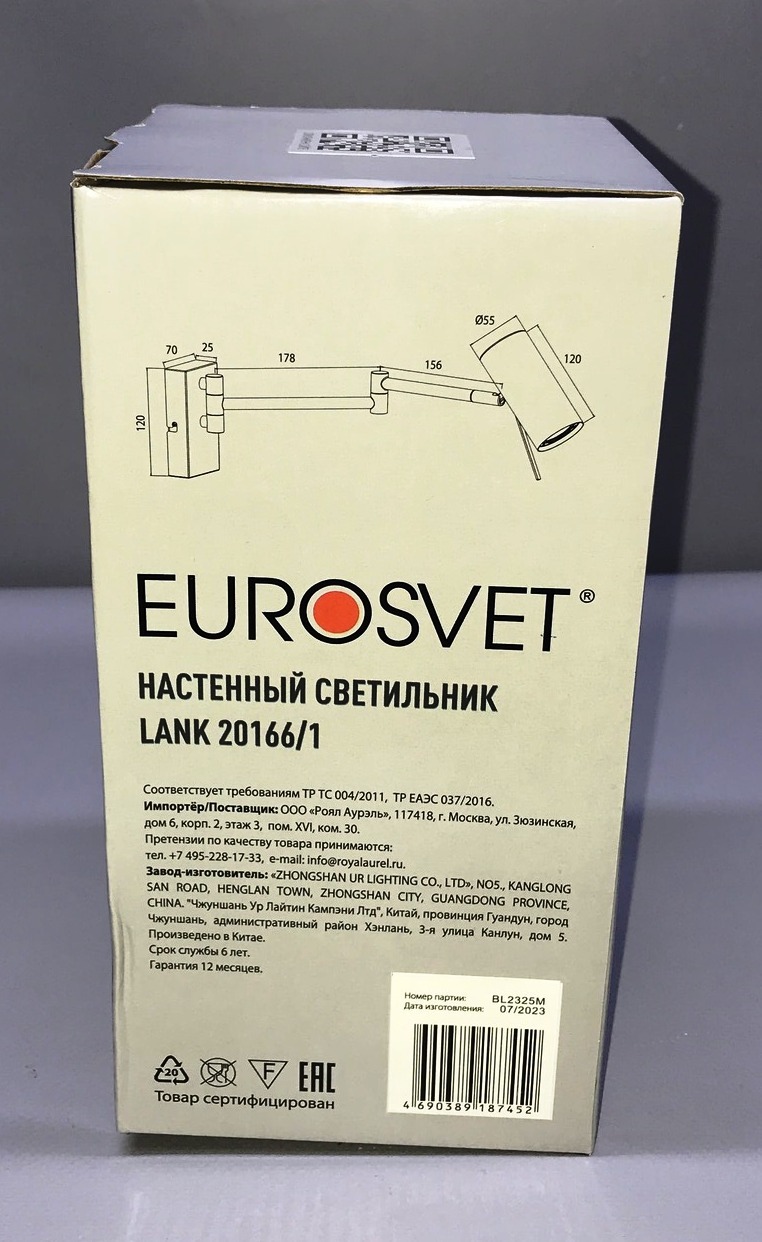 Ø55
70 25 178 156 120
120
EUROSVET®
НАСТЕННЫЙ СВЕТИЛЬНИК
LANK 20166/1
Соответствует требованиям ТР ТС 004/2011, ТР ЕАЭС 037/2016.
Импортёр/Поставщик: ООО «Роял Аурэль», 117418, г. Москва, ул. Зюзинская,
дом 6, корп. 2, этаж 3, пом. XVI, ком. 30.
Претензии по качеству товара принимаются:
тел. +7 495-228-17-33, e-mail: info@royalaurel.ru.
Завод-изготовитель: «ZHONGSHAN UR LIGHTING CO., LTD», NO5., KANGLONG
SAN ROAD, HENGLAN TOWN, ZHONGSHAN CITY, GUANGDONG PROVINCE,
CHINA. "Чжуншань Ур Лайтин Кампэни Лтд", Китай, провинция Гуандун, город
Чжуншань, административный район Хэнлань, 3-я улица Канлун, дом 5.
Произведено в Китае.
Срок службы 6 лет.
Гарантия 12 месяцев.
Номер партии: BL2325M
Дата изготовления: 07/2023
4 690389 187452
20 F EAC
Товар сертифицирован